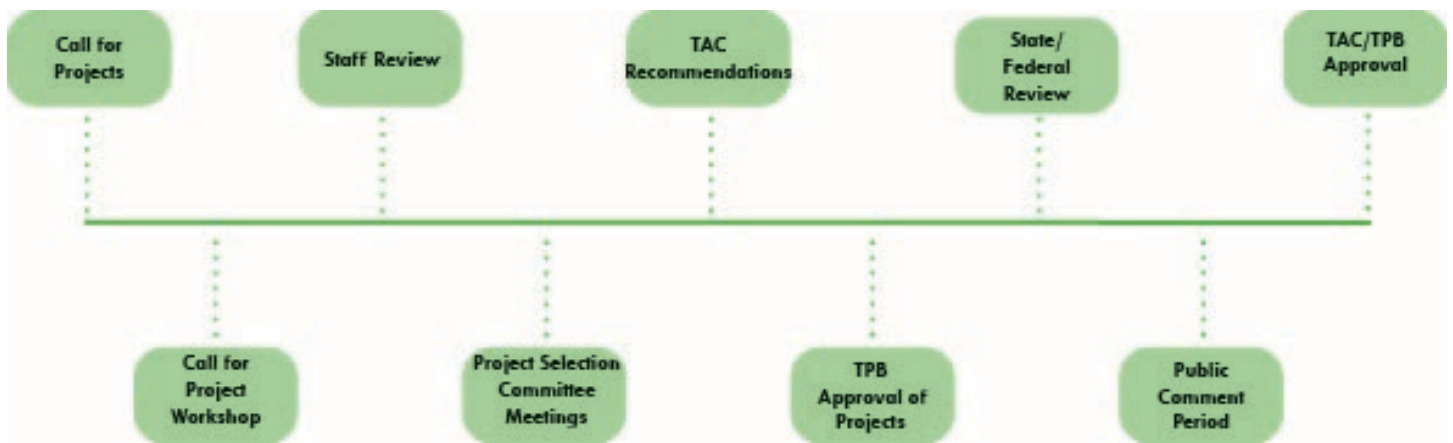 Call for
Projects
Staff Review
TAC
Recommendations
State/
Federal
Review
TAC/TPB
Approval
Call for
Project
Workshop
Project Selection
Committee
Meetings
TPB
Approval of
Projects
Public
Comment
Period